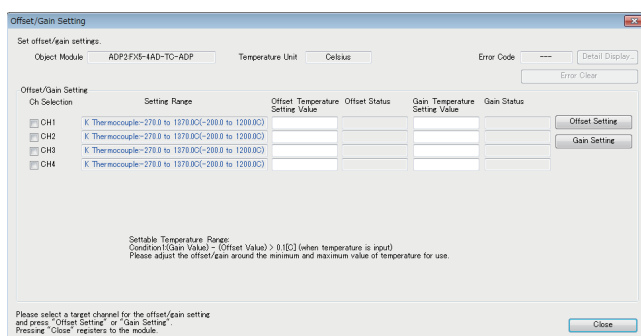 Offset/Gain Setting
Set offset/gain settings.
Object Module ADP2:FX5-4AD-TC-ADP Temperature Unit Celsius Error Code --- Detail Display...
Error Clear
Offset/Gain Setting
Ch Selection Setting Range Offset Temperature Setting Value Offset Status Gain Temperature Setting Value Gain Status
CH1 K Thermocouple:-270.0 to 1370.0C(-200.0 to 1200.0C) Offset Setting
CH2 K Thermocouple:-270.0 to 1370.0C(-200.0 to 1200.0C) Gain Setting
CH3 K Thermocouple:-270.0 to 1370.0C(-200.0 to 1200.0C)
CH4 K Thermocouple:-270.0 to 1370.0C(-200.0 to 1200.0C)
Settable Temperature Range:
Condition1:(Gain Value) - (Offset Value) > 0.1[C] (when temperature is input)
Please adjust the offset/gain around the minimum and maximum value of temperature for use.
Please select a target channel for the offset/gain setting
and press "Offset Setting" or "Gain Setting".
Pressing "Close" registers to the module.
Close